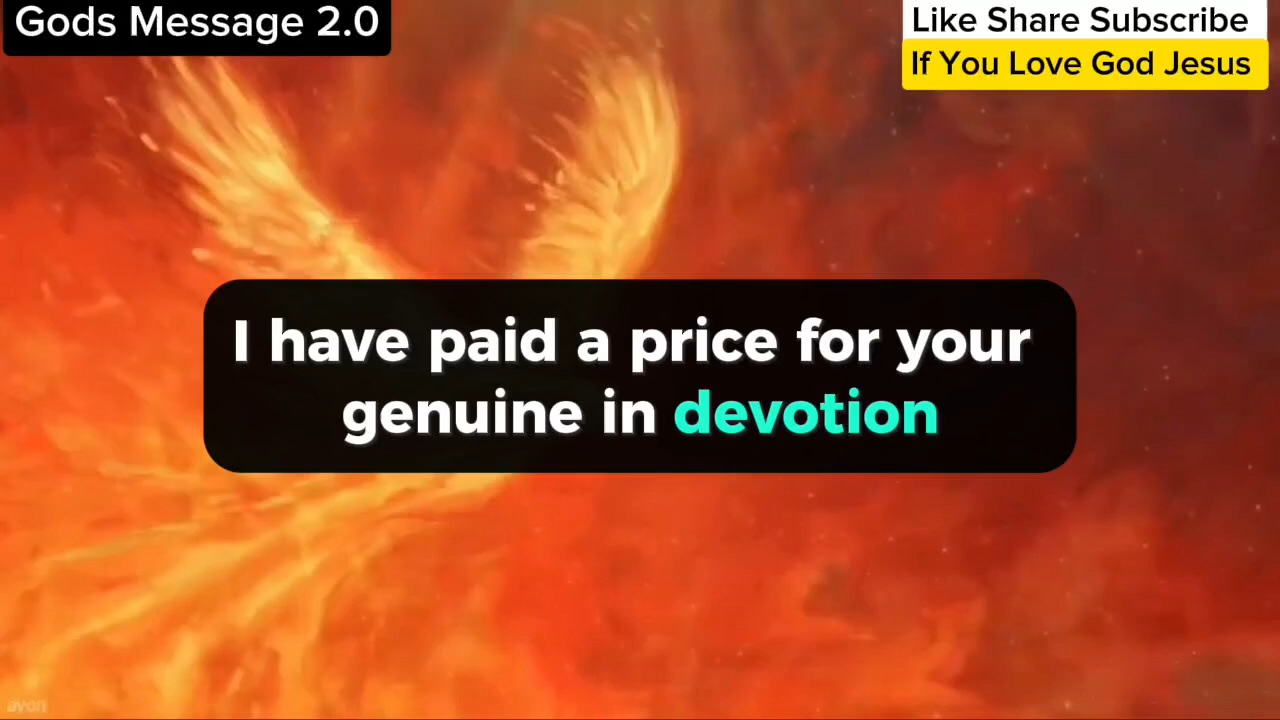 Gods Message 2.0
Like Share Subscribe
If You Love God Jesus
I have paid a price for your
genuine in devotion